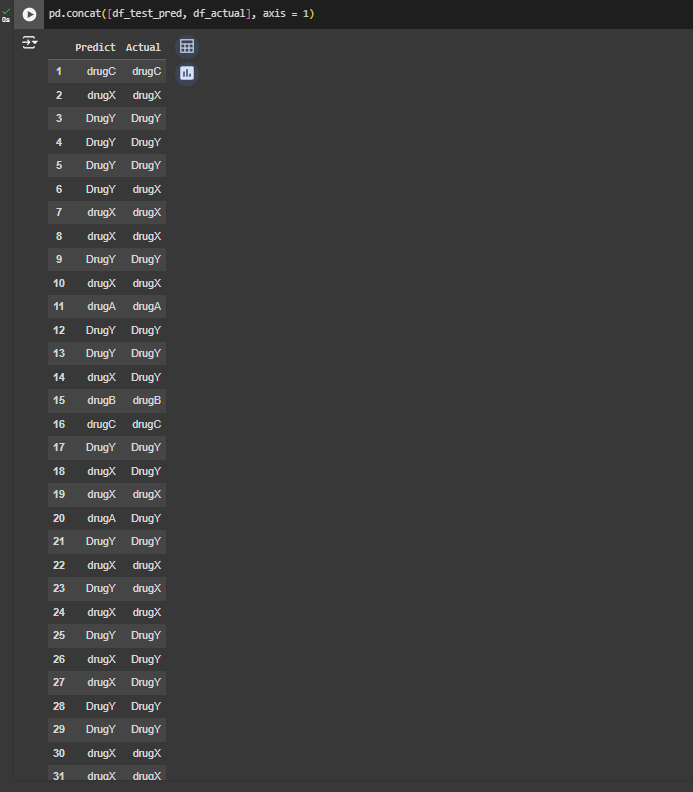 0s
pd.concat([df_test_pred, df_actual], axis = 1)
Predict Actual
1 drugC drugC
2 drugX drugX
3 DrugY DrugY
4 DrugY DrugY
5 DrugY DrugY
6 DrugY drugX
7 drugX drugX
8 drugX drugX
9 DrugY DrugY
10 drugX drugX
11 drugA drugA
12 DrugY DrugY
13 DrugY DrugY
14 drugX DrugY
15 drugB drugB
16 drugC drugC
17 DrugY DrugY
18 drugX DrugY
19 drugX drugX
20 drugA DrugY
21 DrugY DrugY
22 drugX drugX
23 DrugY drugX
24 drugX drugX
25 DrugY DrugY
26 drugX DrugY
27 drugX DrugY
28 DrugY DrugY
29 DrugY DrugY
30 drugX drugX
31 drugX drugX